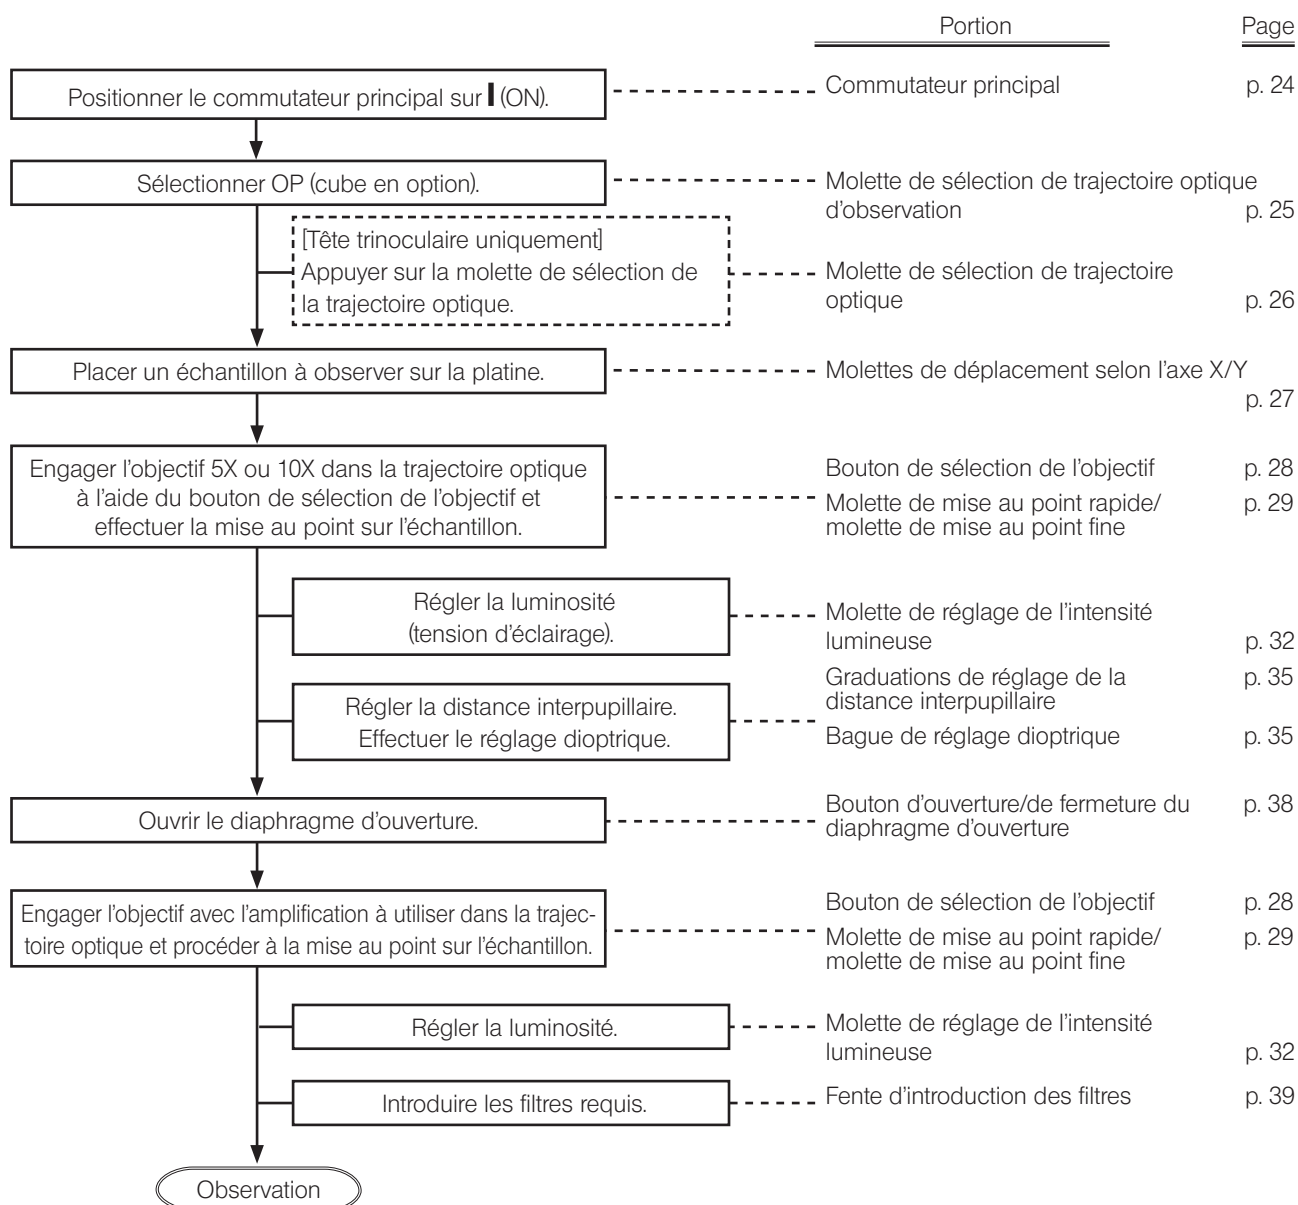 Portion Page
Positionner le commutateur principal sur I (ON).
Commutateur principal p. 24
Sélectionner OP (cube en option).
Molette de sélection de trajectoire optique
d'observation p. 25
[Tête trinoculaire uniquement]
Appuyer sur la molette de sélection de
la trajectoire optique.
Molette de sélection de trajectoire
optique p. 26
Placer un échantillon à observer sur la platine.
Molettes de déplacement selon l'axe X/Y
p. 27
Engager l'objectif 5X ou 10X dans la trajectoire optique
à l'aide du bouton de sélection de l'objectif et
effectuer la mise au point sur l'échantillon.
Bouton de sélection de l'objectif p. 28
Molette de mise au point rapide/ p. 29
molette de mise au point fine
Régler la luminosité
(tension d'éclairage).
Molette de réglage de l'intensité
lumineuse p. 32
Régler la distance interpupillaire.
Effectuer le réglage dioptrique.
Graduations de réglage de la p. 35
distance interpupillaire
Bague de réglage dioptrique p. 35
Ouvrir le diaphragme d'ouverture.
Bouton d'ouverture/de fermeture du p. 38
diaphragme d'ouverture
Engager l'objectif avec l'amplification à utiliser dans la trajec-
toire optique et procéder à la mise au point sur l'échantillon.
Bouton de sélection de l'objectif p. 28
Molette de mise au point rapide/ p. 29
molette de mise au point fine
Régler la luminosité.
Molette de réglage de l'intensité
lumineuse p. 32
Introduire les filtres requis.
Fente d'introduction des filtres p. 39
Observation